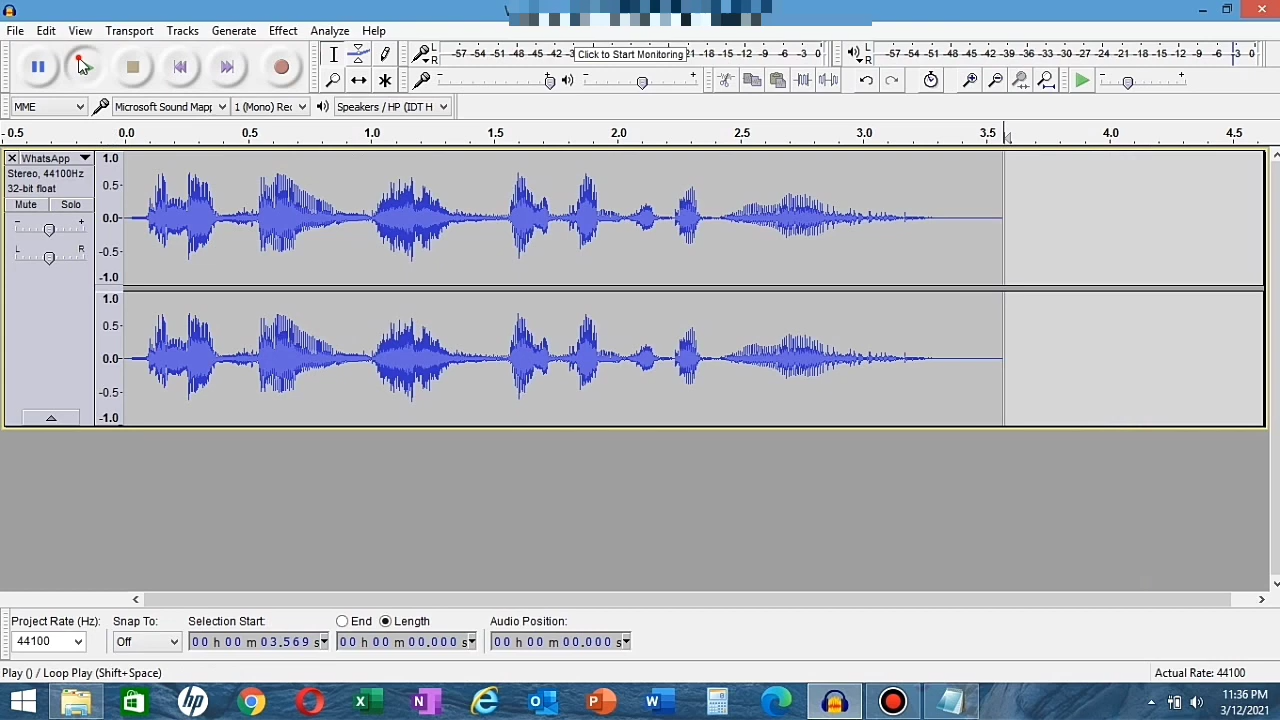 File Edit View Transport Tracks Generate Effect Analyze Help
L R -57 -54 -51 -48 -45 -42 -3 Click to Start Monitoring -21 -18 -15 -12 -9 -6 -3 0 L R -57 -54 -51 -48 -45 -42 -39 -36 -33 -30 -27 -24 -21 -18 -15 -12 -9 -6 -3 0
MME Microsoft Sound Mapp 1 (Mono) Rec Speakers / HP (IDT H
- 0.5 0.0 0.5 1.0 1.5 2.0 2.5 3.0 3.5 4.0 4.5
WhatsApp
Stereo, 44100Hz
32-bit float
Mute Solo
- +
L R
1.0
0.5-
0.0-
-0.5-
-1.0
1.0
0.5-
0.0-
-0.5-
-1.0
Project Rate (Hz): Snap To: Selection Start: End Length Audio Position:
44100 Off 00 h 00 m 03.569 s 00 h 00 m 00.000 s 00 h 00 m 00.000 s
Play () / Loop Play (Shift+Space) Actual Rate: 44100
11:36 PM
3/12/2021